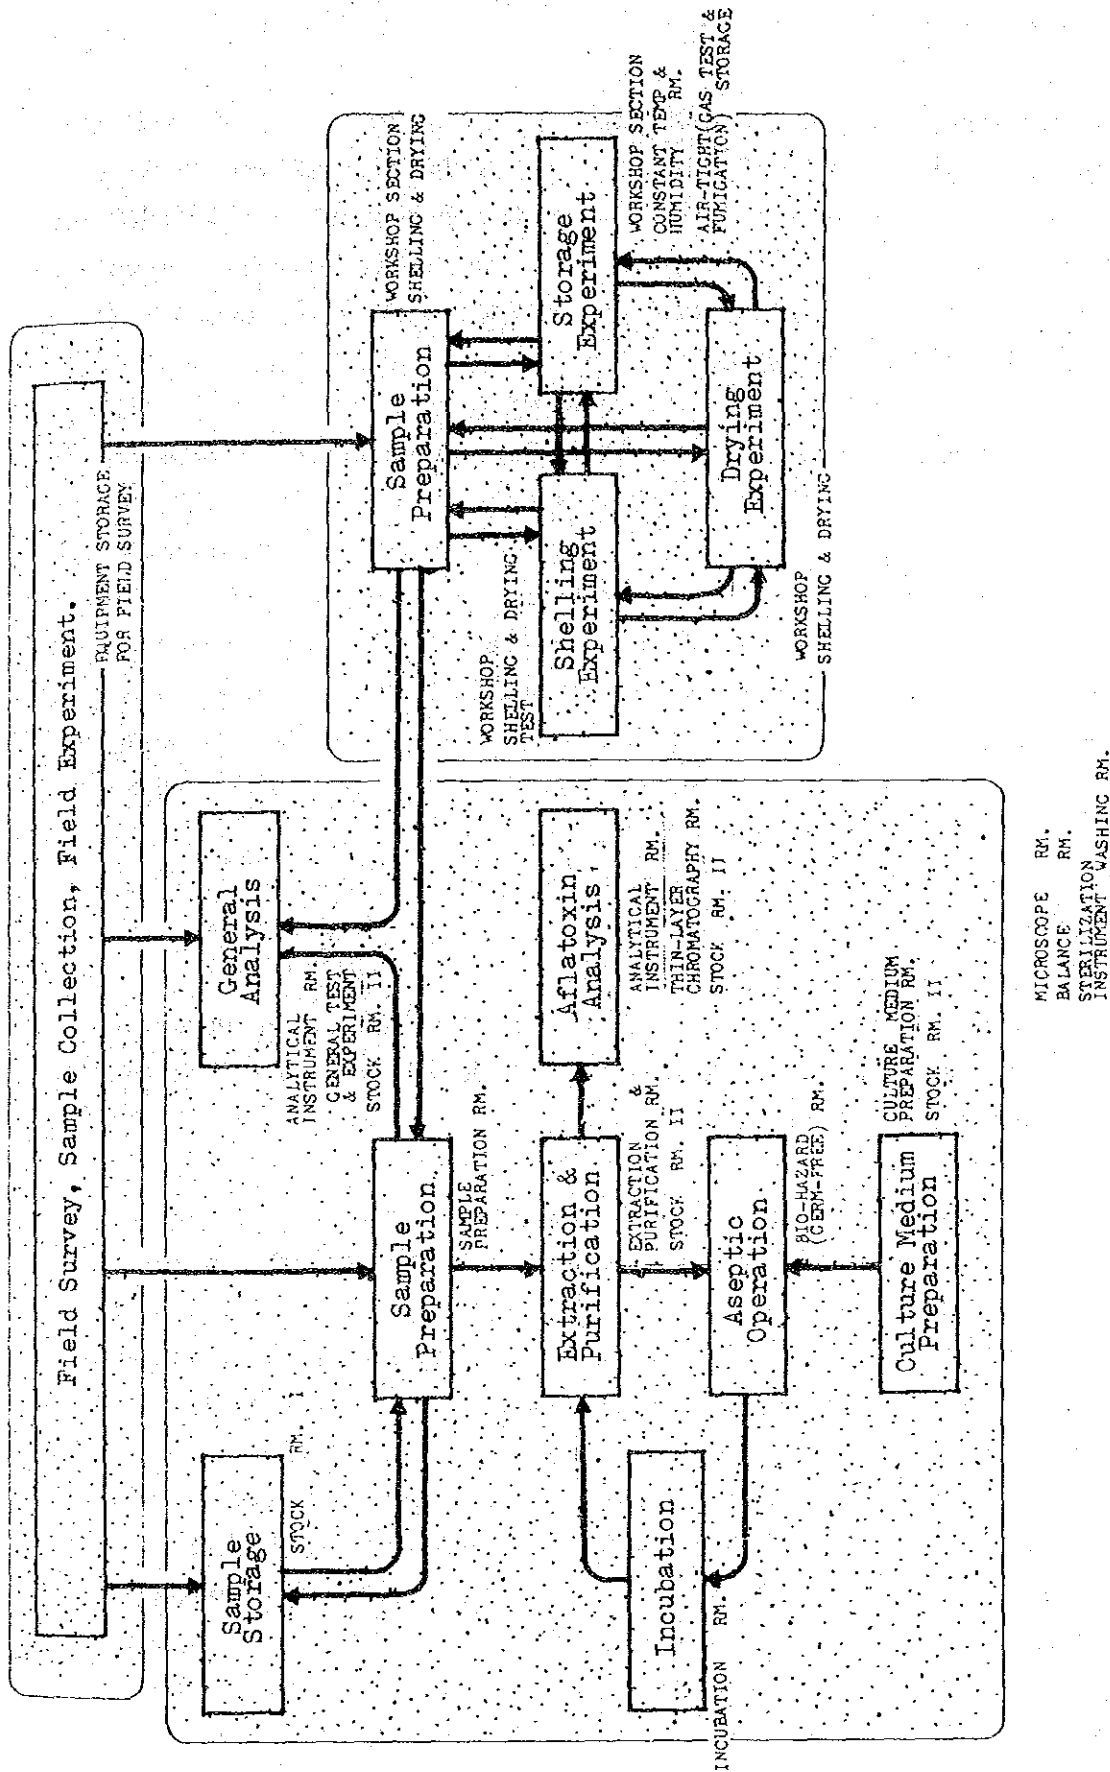 Field Survey, Sample Collection, Field Experiment.
EQUIPMENT STORAGE
FOR FIELD SURVEY
Sample
Storage
STOCK RM. I
General
Analysis
ANALYTICAL
INSTRUMENT RM.
GENERAL TEST
& EXPERIMENT
STOCK RM. II
Sample
Preparation
SAMPLE
PREPARATION RM.
Extraction &
Purification
EXTRACTION &
PURIFICATION RM.
STOCK RM. II
Aflatoxin
Analysis
ANALYTICAL
INSTRUMENT RM.
THIN-LAYER
CHROMATOGRAPHY RM.
STOCK RM. II
Incubation
INCUBATION RM.
Aseptic
Operation
BIO-HAZARD
(GERM-FREE) RM.
Culture Medium
Preparation
CULTURE MEDIUM
PREPARATION RM.
STOCK RM. II
Sample
Preparation
WORKSHOP SECTION
SHELLING & DRYING
WORKSHOP
SHELLING & DRYING
TEST
Shelling
Experiment
Storage
Experiment
WORKSHOP SECTION
CONSTANT TEMP &
HUMIDITY RM.
AIR-TIGHT(GAS TEST &
FUMIGATION) STORAGE
Drying
Experiment
WORKSHOP
SHELLING & DRYING
MICROSCOPE RM.
BALANCE RM.
STERILIZATION
INSTRUMENT WASHING RM.